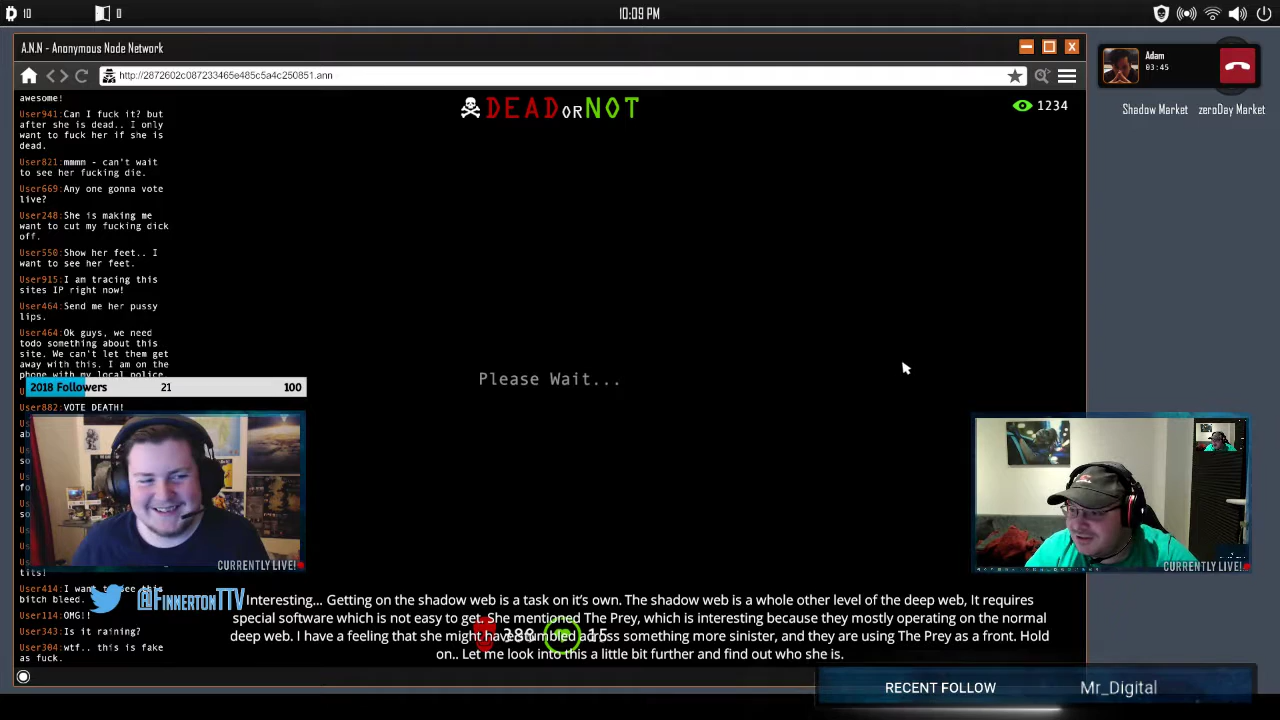 10
0
10:09 PM
A.N.N - Anonymous Node Network
http://2872602c087233465e485c5a4c250851.ann
Adam
03:45
Shadow Market
zeroDay Market
DEAD OR NOT
1234
awesome!
User941:Can I fuck it? but
after she is dead.. I only
want to fuck her if she is
dead.
User821:mmmm - can't wait
to see her fucking die.
User669:Any one gonna vote
live?
User248:She is making me
want to cut my fucking dick
off.
User550:Show her feet.. I
want to see her feet.
User915:I am tracing this
sites IP right now!
User464:Send me her pussy
lips.
User464:Ok guys, we need
todo something about this
site. We can't let them get
away with this. I am on the
phone with my local police
2018 Followers
21
100
User882:VOTE DEATH!
Please Wait...
CURRENTLY LIVE!
CURRENTLY LIVE!
tits!
User414:I want to see this
bitch bleed.
User114:OMG!!
User343:Is it raining?
User304:wtf.. this is fake
as fuck.
@FinnertonTTV
Interesting... Getting on the shadow web is a task on it's own. The shadow web is a whole other level of the deep web, It requires
special software which is not easy to get. She mentioned The Prey, which is interesting because they mostly operating on the normal
deep web. I have a feeling that she might have across something more sinister, and they are using The Prey as a front. Hold
on.. Let me look into this a little bit further and find out who she is.
288
15
RECENT FOLLOW
Mr_Digital